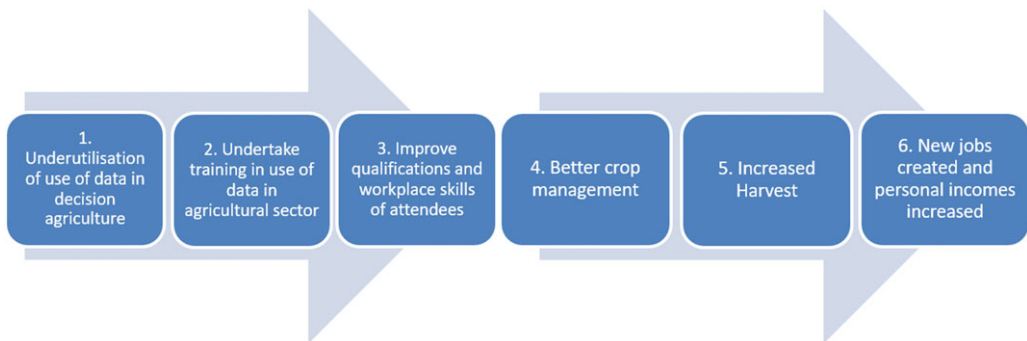 1.
Underutilisation
of use of data in
decision
agriculture
2. Undertake
training in use of
data in
agricultural sector
3. Improve
qualifications and
workplace skills
of attendees
4. Better crop
management
5. Increased
Harvest
6. New jobs
created and
personal incomes
increased